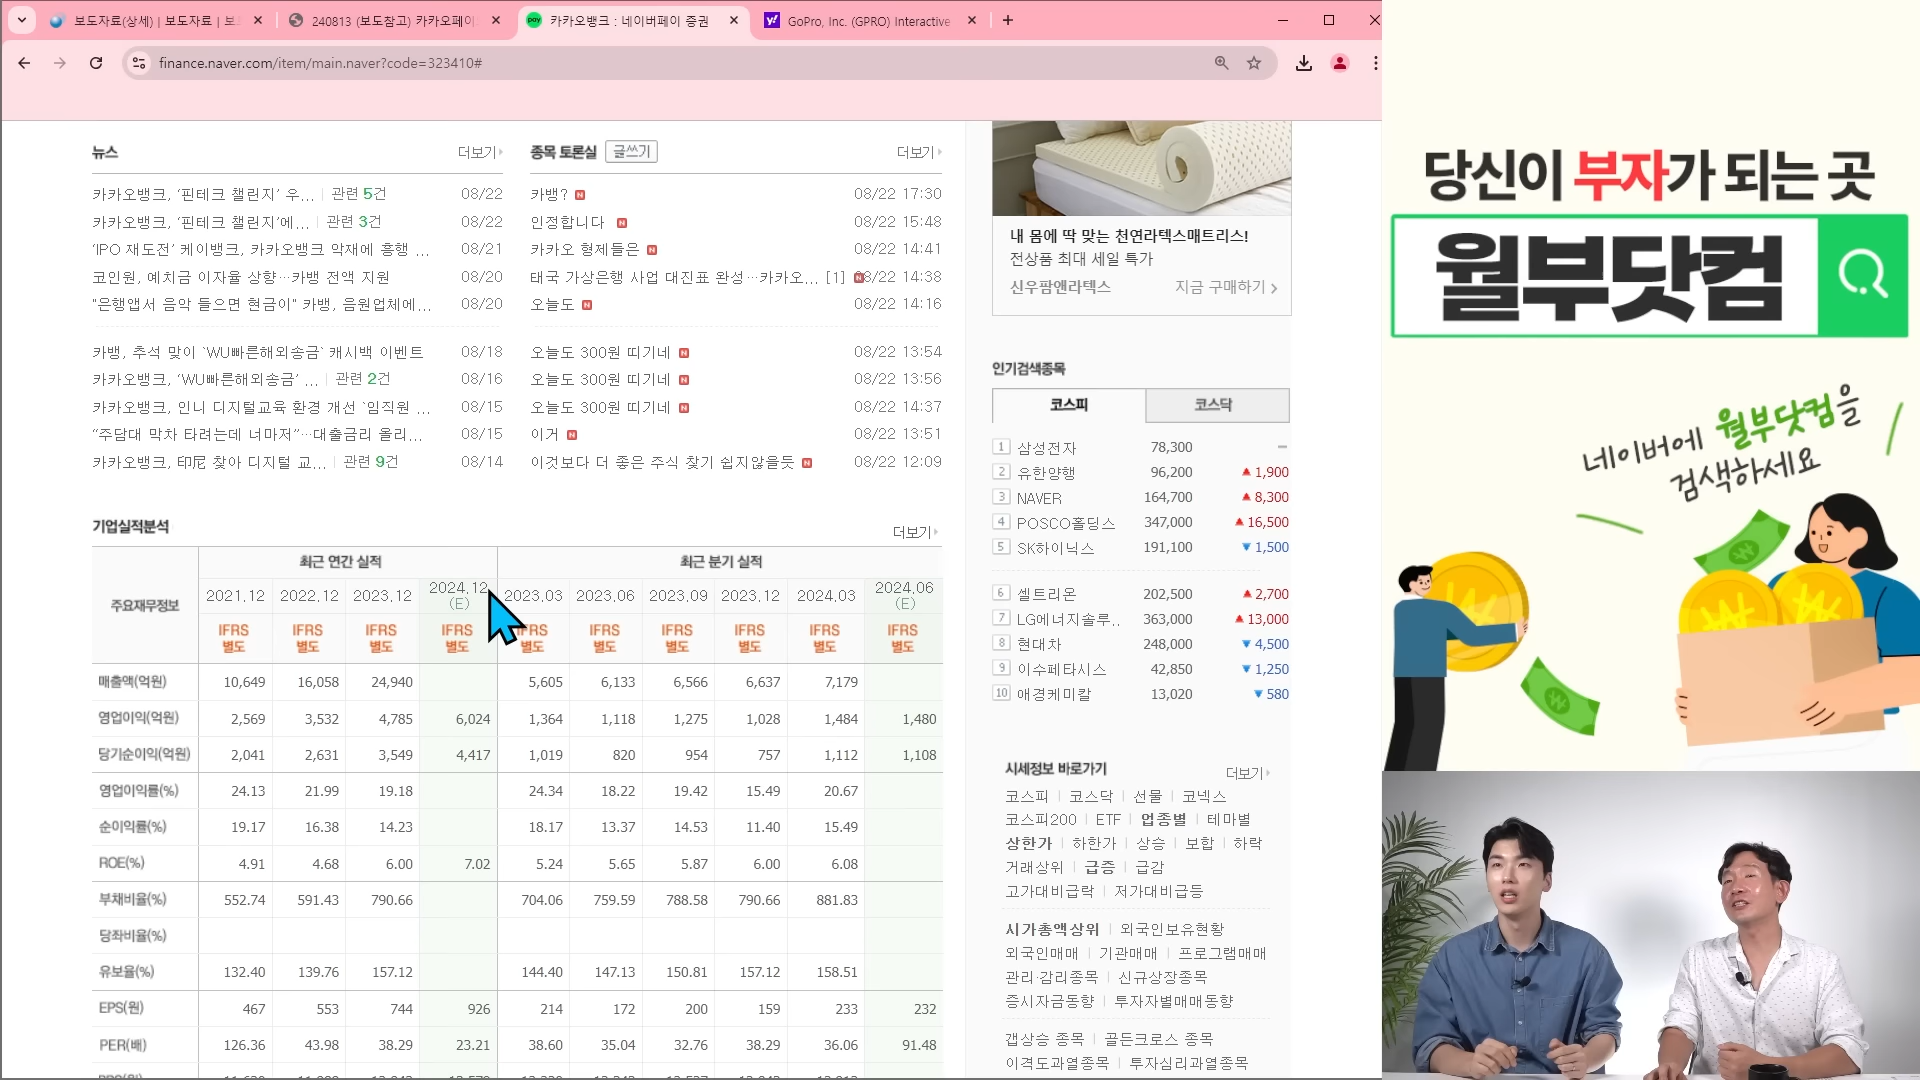 보도자료(상세) | 보도자료 | 보
240813 (보도참고) 카카오페이
카카오뱅크 : 네이버페이 증권
GoPro, Inc. (GPRO) Interactive
finance.naver.com/item/main.naver?code=323410#
뉴스 더보기
카카오뱅크, ‘핀테크 챌린지’ 우... 관련 5건 08/22
카카오뱅크, ‘핀테크 챌린지’에... 관련 3건 08/22
‘IPO 재도전’ 케이뱅크, 카카오뱅크 악재에 흥행 ... 08/21
코인원, 예치금 이자율 상향…카뱅 전액 지원 08/20
"은행앱서 음악 들으면 현금이" 카뱅, 음원업체에... 08/20
카뱅, 추석 맞이 `WU빠른해외송금` 캐시백 이벤트 08/18
카카오뱅크, ‘WU빠른해외송금’ ... 관련 2건 08/16
카카오뱅크, 인니 디지털교육 환경 개선 `임직원 ... 08/15
“주담대 막차 타려는데 너마저”…대출금리 올리... 08/15
카카오뱅크, 印尼 찾아 디지털 교... 관련 9건 08/14
종목 토론실 글쓰기 더보기
카뱅? N 08/22 17:30
인정합니다 N 08/22 15:48
카카오 형제들은 N 08/22 14:41
태국 가상은행 사업 대진표 완성…카카오... [1] N 08/22 14:38
오늘도 N 08/22 14:16
오늘도 300원 띠기네 N 08/22 13:54
오늘도 300원 띠기네 N 08/22 13:56
오늘도 300원 띠기네 N 08/22 14:37
이거 N 08/22 13:51
이것보다 더 좋은 주식 찾기 쉽지않을듯 N 08/22 12:09
기업실적분석 더보기
주요재무정보 최근 연간 실적 최근 분기 실적
2021.12 2022.12 2023.12 2024.12 (E) 2023.03 2023.06 2023.09 2023.12 2024.03 2024.06 (E)
IFRS 별도 IFRS 별도 IFRS 별도 IFRS 별도 IFRS 별도 IFRS 별도 IFRS 별도 IFRS 별도 IFRS 별도 IFRS 별도
매출액(억원) 10,649 16,058 24,940 5,605 6,133 6,566 6,637 7,179
영업이익(억원) 2,569 3,532 4,785 6,024 1,364 1,118 1,275 1,028 1,484 1,480
당기순이익(억원) 2,041 2,631 3,549 4,417 1,019 820 954 757 1,112 1,108
영업이익률(%) 24.13 21.99 19.18 24.34 18.22 19.42 15.49 20.67
순이익률(%) 19.17 16.38 14.23 18.17 13.37 14.53 11.40 15.49
ROE(%) 4.91 4.68 6.00 7.02 5.24 5.65 5.87 6.00 6.08
부채비율(%) 552.74 591.43 790.66 704.06 759.59 788.58 790.66 881.83
당좌비율(%)
유보율(%) 132.40 139.76 157.12 144.40 147.13 150.81 157.12 158.51
EPS(원) 467 553 744 926 214 172 200 159 233 232
PER(배) 126.36 43.98 38.29 23.21 38.60 35.04 32.76 38.29 36.06 91.48
내 몸에 딱 맞는 천연라텍스매트리스!
전상품 최대 세일 특가
신우팜앤라텍스 지금 구매하기
인기검색종목
코스피 코스닥
1 삼성전자 78,300
2 유한양행 96,200 ▲ 1,900
3 NAVER 164,700 ▲ 8,300
4 POSCO홀딩스 347,000 ▲ 16,500
5 SK하이닉스 191,100 ▼ 1,500
6 셀트리온 202,500 ▲ 2,700
7 LG에너지솔루.. 363,000 ▲ 13,000
8 현대차 248,000 ▼ 4,500
9 이수페타시스 42,850 ▼ 1,250
10 애경케미칼 13,020 ▼ 580
시세정보 바로가기 더보기
코스피 코스닥 선물 코넥스
코스피200 ETF 업종별 테마별
상한가 하한가 상승 보합 하락
거래상위 급증 급감
고가대비급락 저가대비급등
시가총액상위 외국인보유현황
외국인매매 기관매매 프로그램매매
관리·감리종목 신규상장종목
증시자금동향 투자자별매매동향
갭상승 종목 골든크로스 종목
이격도과열종목 투자심리과열종목
당신이 부자가 되는 곳
월부닷컴
네이버에 월부닷컴을
검색하세요